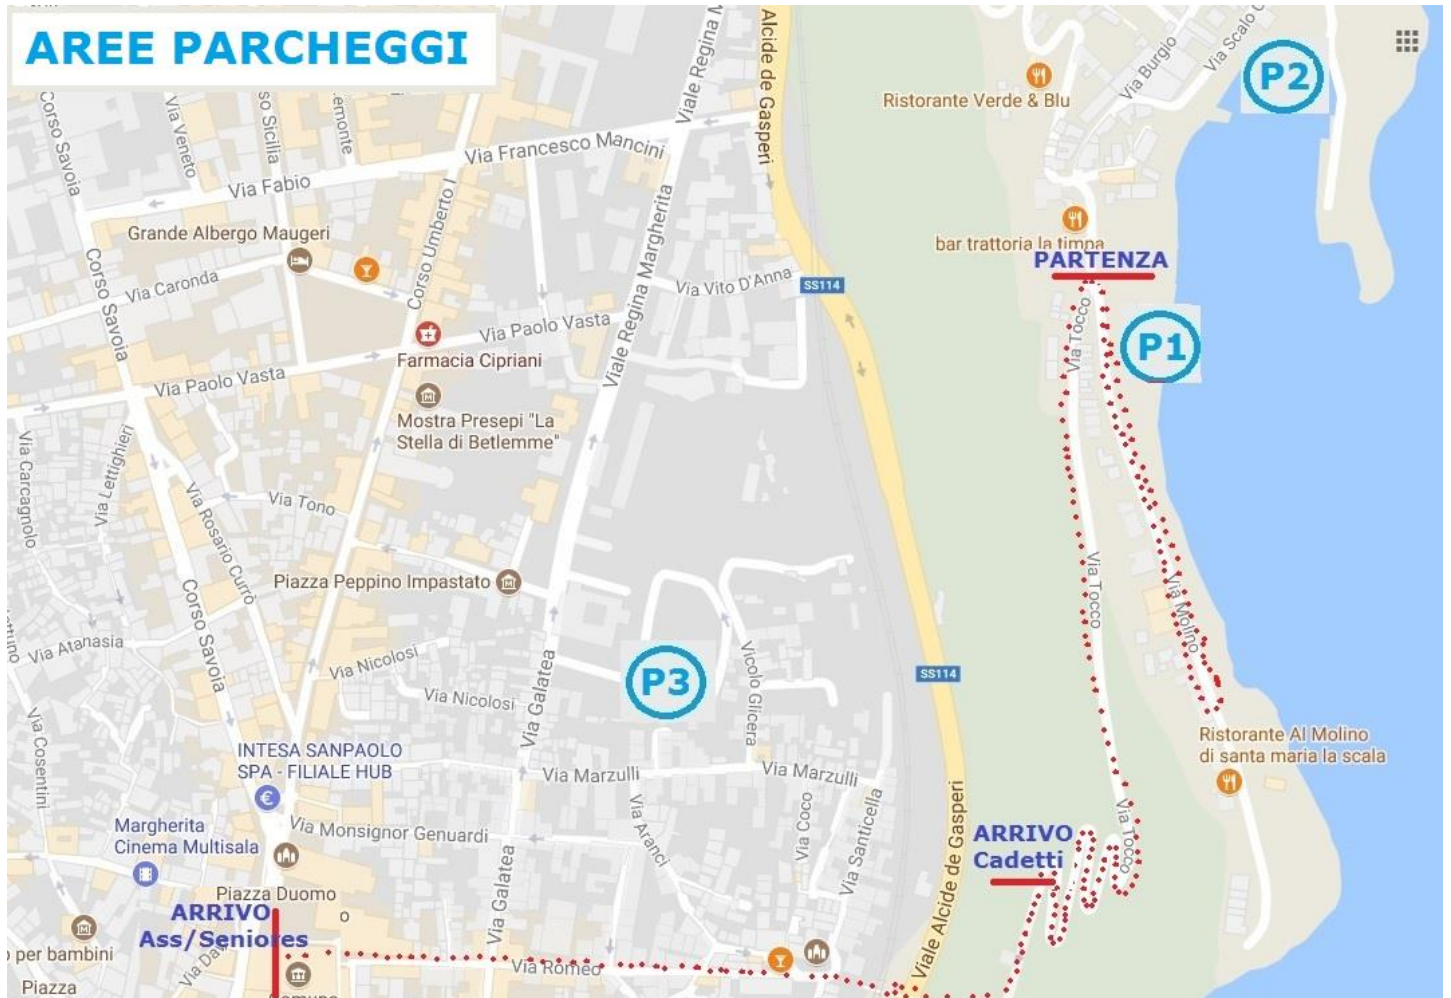 AREE PARCHEGGI
Corso Savoia
Via Veneto
so Sicilia
Via Fabio
Via Francesco Mancini
Viale Regina M
Alcide de Gasperi
Ristorante Verde & Blu
Via Burgio
P2
Grande Albergo Maugeri
Corso Umberto I
Viale Regina Margherita
bar trattoria la timpa
PARTENZA
Via Caronda
Corso Savoia
Via Vito D'Anna
SS114
Via Paolo Vasta
Via Tocco
P1
Farmacia Cipriani
Via Paolo Vasta
Mostra Presepi "La
Stella di Betlemme"
Via Carcagnolo
Via Lettighieri
Via Tono
Via Rosario Currò
Piazza Peppino Impastato
Via Tocco
Via Molino
Corso Savoia
Via Atanasia
Via Nicolosi
Via Nicolosi
Via Galatea
P3
Vicolo Glicera
SS114
Via Cosentini
INTESA SANPAOLO
SPA - FILIALE HUB
Ristorante Al Molino
di santa maria la scala
Via Marzulli
Via Marzulli
Via Monsignor Genuardi
Via Aranci
Via Coco
Via Santicella
Viale Alcide de Gasperi
Via Tocco
Margherita
Cinema Multisala
ARRIVO
Cadetti
Piazza Duomo
Via Galatea
ARRIVO
Ass/Seniores
o per bambini
Via Dav
Via Romeo
Piazza